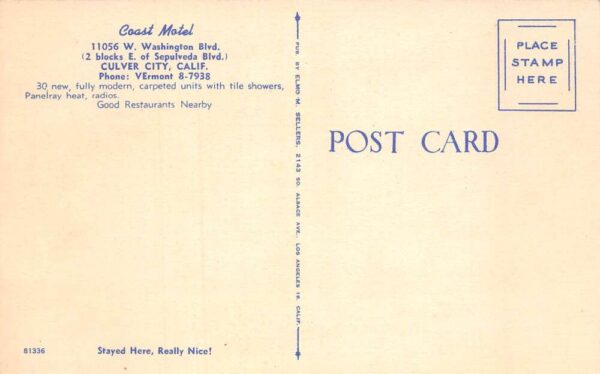 Coast Motel
11056 W. Washington Blvd.
(2 blocks E. of Sepulveda Blvd.)
CULVER CITY, CALIF.
Phone: VErmont 8-7938
30 new, fully modern, carpeted units with tile showers,
Panelray heat, radios.
Good Restaurants Nearby
81336
Stayed Here, Really Nice!
PUB. BY ELMO M. SELLERS, 2143 SO. ALSACE AVE., LOS ANGELES 16, CALIF.
POST CARD
PLACE
STAMP
HERE